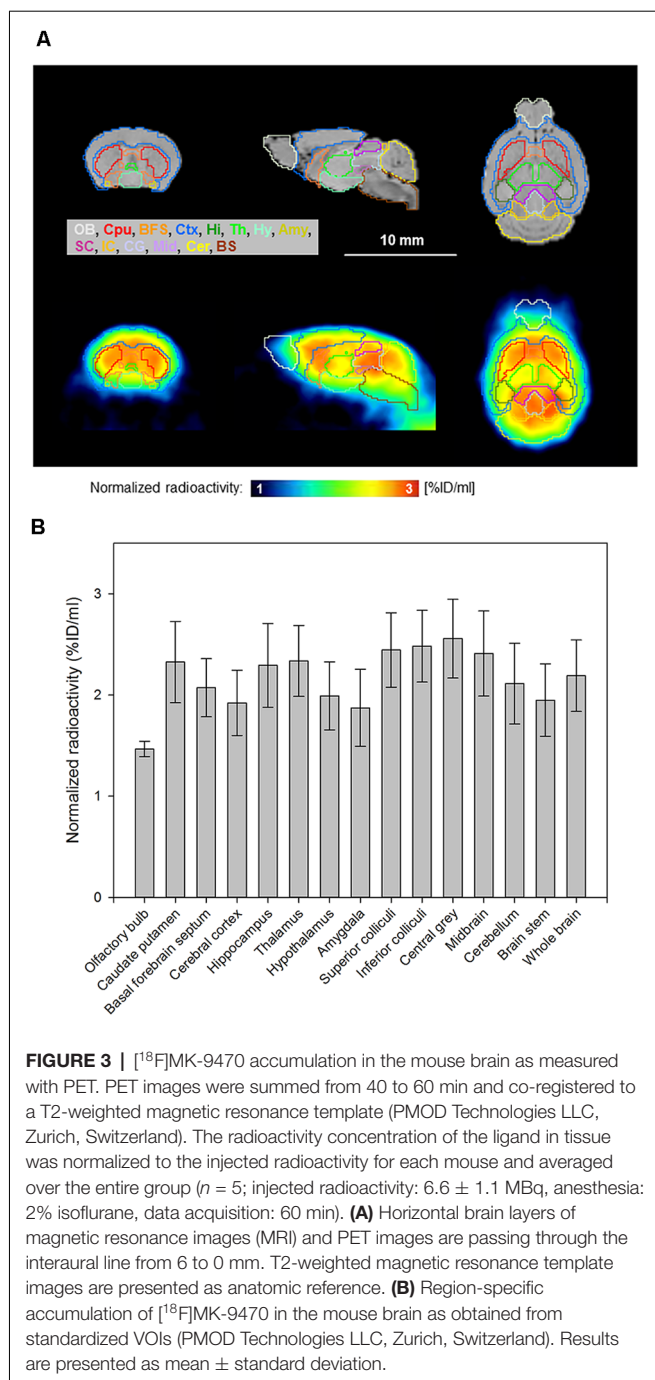 A
OB, Cpu, BFS, Ctx, Hi, Th, Hy, Amy,
SC, IC, CG, Mid, Cer, BS
10 mm
Normalized radioactivity: 1 3 [%ID/ml]
B
Normalized radioactivity (%ID/ml)
3
2
1
0
Olfactory bulb
Caudate putamen
Basal forebrain septum
Cerebral cortex
Hippocampus
Thalamus
Hypothalamus
Amygdala
Superior colliculi
Inferior colliculi
Central grey
Midbrain
Cerebellum
Brain stem
Whole brain
FIGURE 3 | [¹⁸F]MK-9470 accumulation in the mouse brain as measured
with PET. PET images were summed from 40 to 60 min and co-registered to
a T2-weighted magnetic resonance template (PMOD Technologies LLC,
Zurich, Switzerland). The radioactivity concentration of the ligand in tissue
was normalized to the injected radioactivity for each mouse and averaged
over the entire group (n = 5; injected radioactivity: 6.6 ± 1.1 MBq, anesthesia:
2% isoflurane, data acquisition: 60 min). (A) Horizontal brain layers of
magnetic resonance images (MRI) and PET images are passing through the
interaural line from 6 to 0 mm. T2-weighted magnetic resonance template
images are presented as anatomic reference. (B) Region-specific
accumulation of [¹⁸F]MK-9470 in the mouse brain as obtained from
standardized VOIs (PMOD Technologies LLC, Zurich, Switzerland). Results
are presented as mean ± standard deviation.